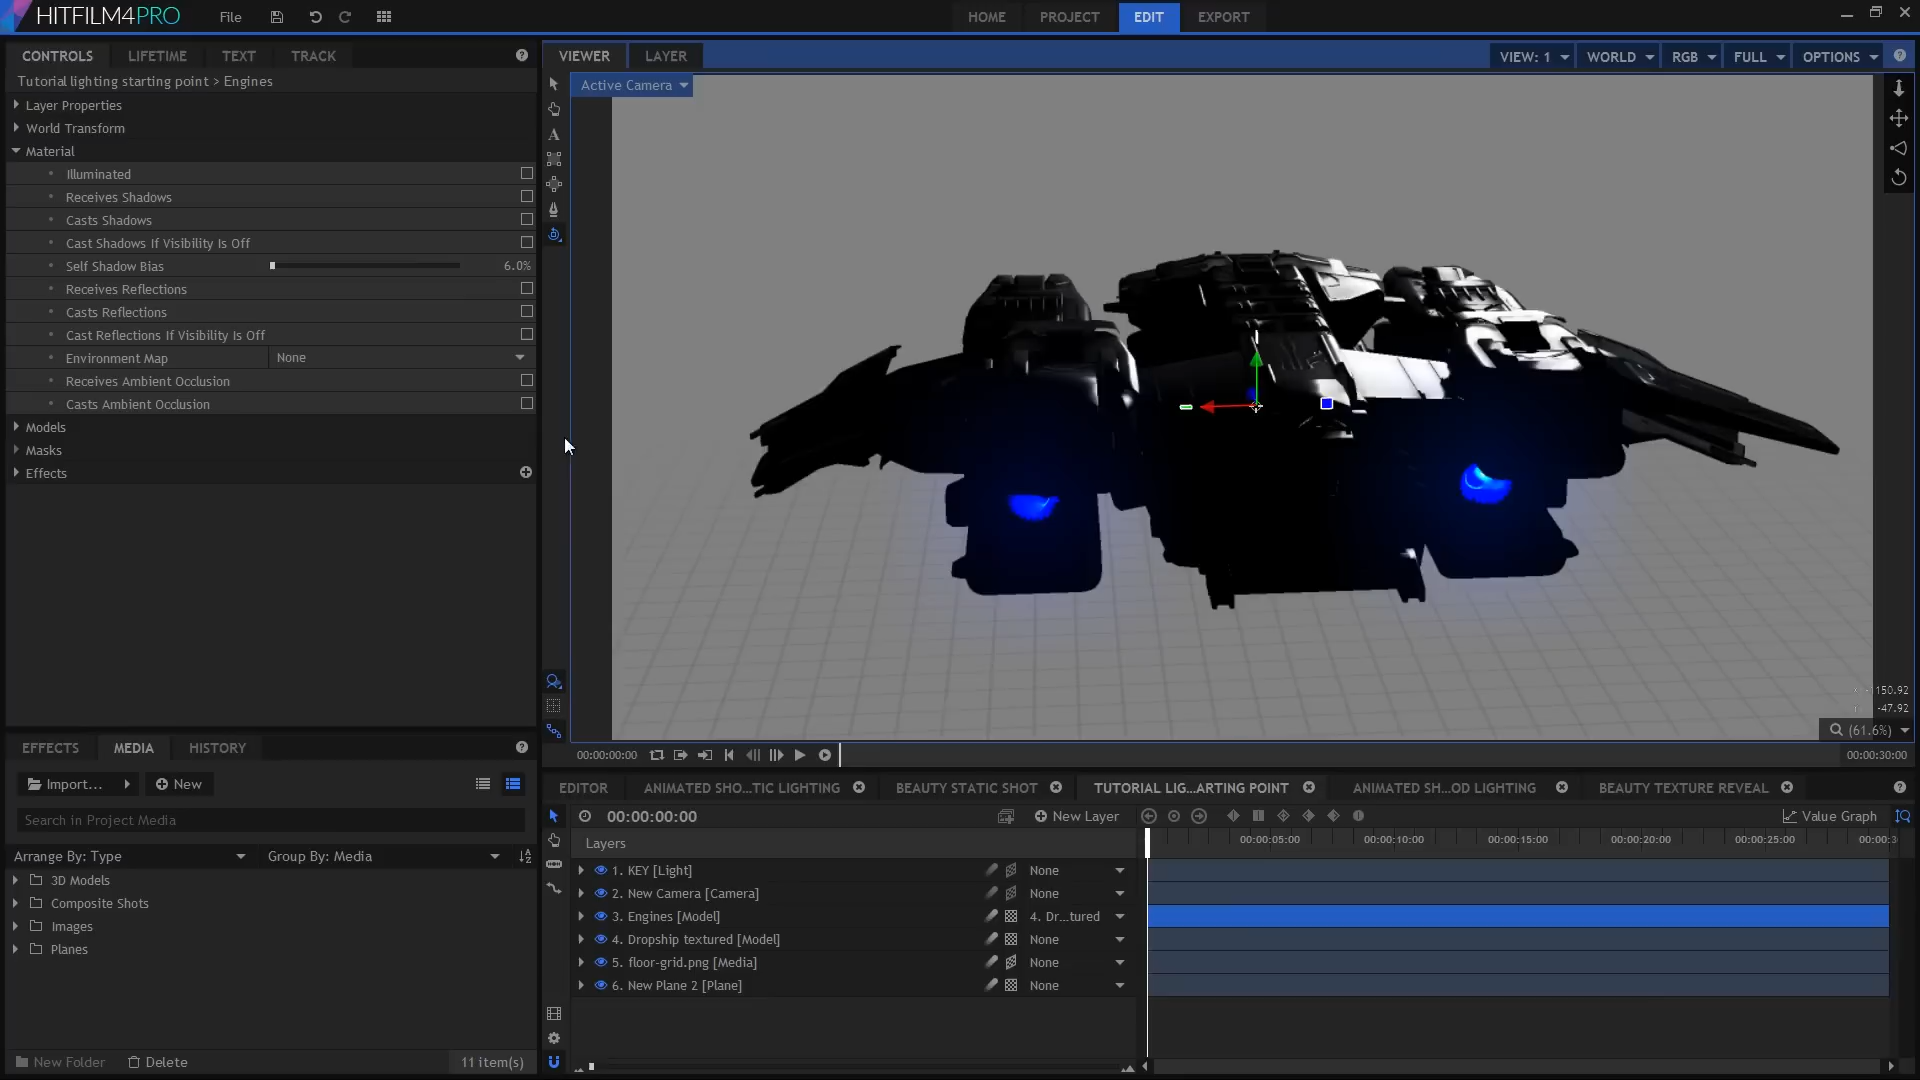 HITFILM4PRO
File
HOME
PROJECT
EDIT
EXPORT
CONTROLS
LIFETIME
TEXT
TRACK
Tutorial lighting starting point > Engines
Layer Properties
World Transform
Material
Illuminated
Receives Shadows
Casts Shadows
Cast Shadows If Visibility Is Off
Self Shadow Bias 6.0%
Receives Reflections
Casts Reflections
Cast Reflections If Visibility Is Off
Environment Map None
Receives Ambient Occlusion
Casts Ambient Occlusion
Models
Masks
Effects
VIEWER
LAYER
VIEW: 1
WORLD
RGB
FULL
OPTIONS
Active Camera
-1150.92
-47.92
(61.6%)
00:00:00:00
00:00:30:00
EFFECTS
MEDIA
HISTORY
Import...
New
Search in Project Media
Arrange By: Type
Group By: Media
3D Models
Composite Shots
Images
Planes
New Folder
Delete
11 item(s)
EDITOR
ANIMATED SHO...TIC LIGHTING
BEAUTY STATIC SHOT
TUTORIAL LIG...ARTING POINT
ANIMATED SH...OD LIGHTING
BEAUTY TEXTURE REVEAL
00:00:00:00
New Layer
Value Graph
Layers
00:00:05:00
00:00:10:00
00:00:15:00
00:00:20:00
00:00:25:00
00:00:3
1. KEY [Light] None
2. New Camera [Camera] None
3. Engines [Model] 4. Dr...tured
4. Dropship textured [Model] None
5. floor-grid.png [Media] None
6. New Plane 2 [Plane] None